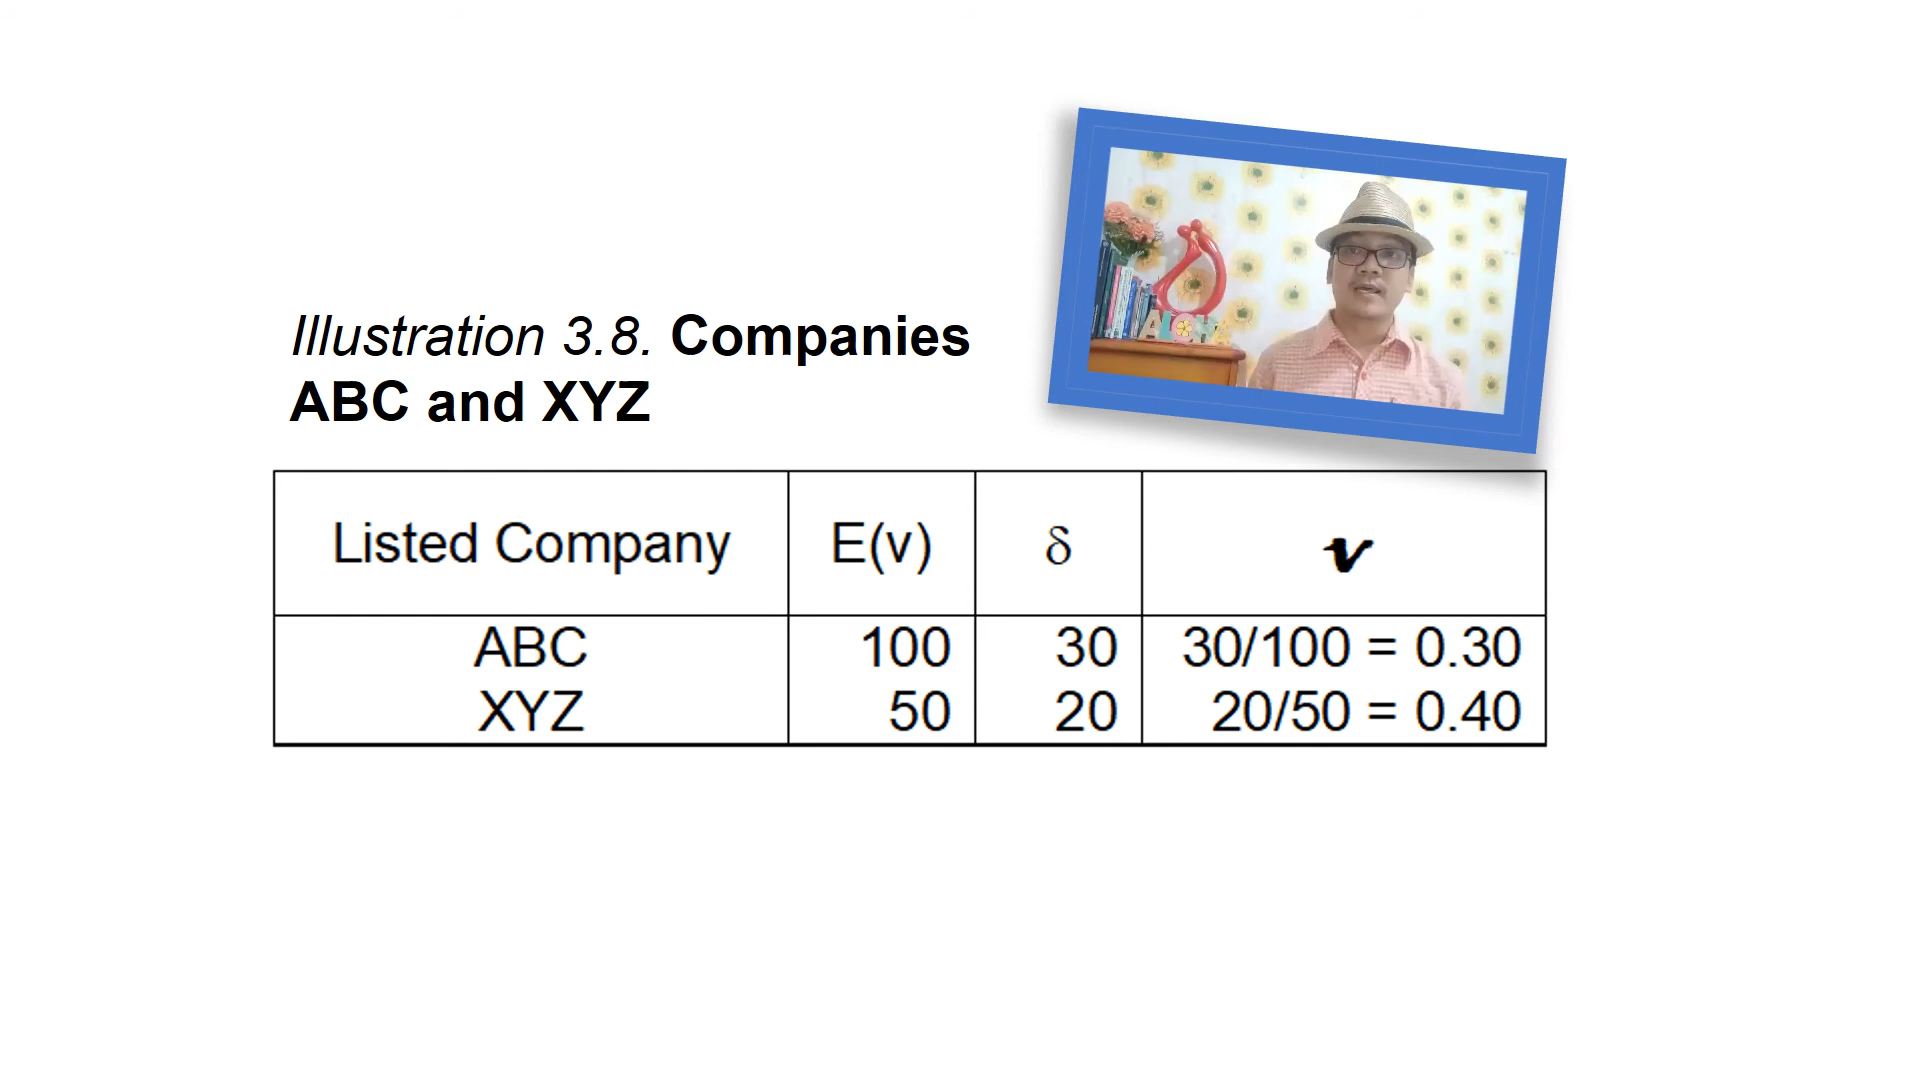 Illustration 3.8. Companies
ABC and XYZ
Listed Company E(v) δ v
ABC 100 30 30/100 = 0.30
XYZ 50 20 20/50 = 0.40